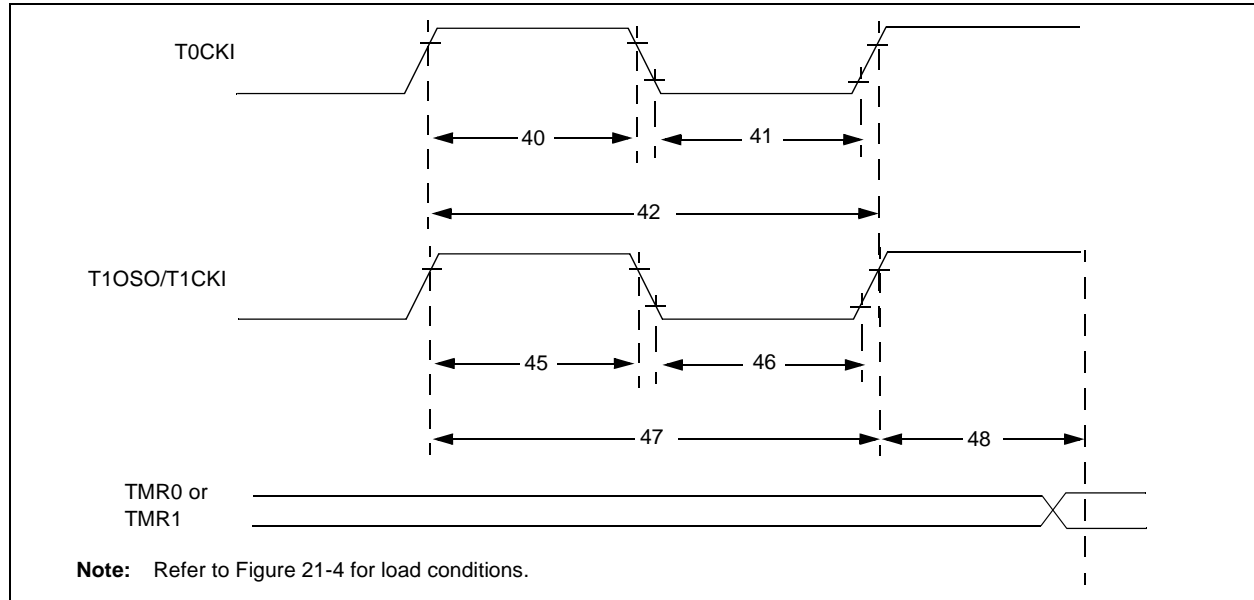 T0CKI
40
41
42
T1OSO/T1CKI
45
46
47
48
TMR0 or
TMR1
Note: Refer to Figure 21-4 for load conditions.